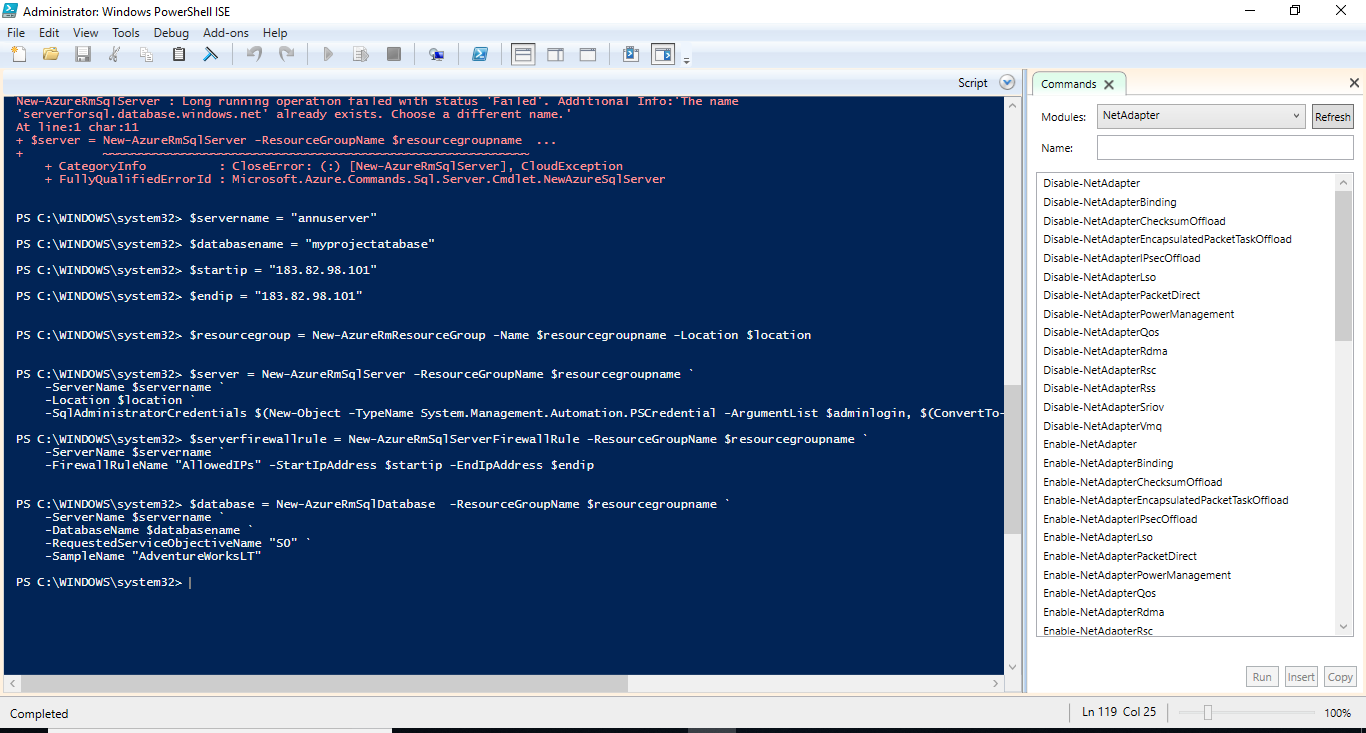 Administrator: Windows PowerShell ISE
File Edit View Tools Debug Add-ons Help
Script
New-AzureRmSqlServer : Long running operation failed with status 'Failed'. Additional Info:'The name
'serverforsql.database.windows.net' already exists. Choose a different name.'
At line:1 char:11
+ $server = New-AzureRmSqlServer -ResourceGroupName $resourcegroupname ...
+ ~~~~~~~~~~~~~~~~~~~~~~~~~~~~~~~~~~~~~~~~~~~~~~~~~~~~~~~~~~~
+ CategoryInfo : CloseError: (:) [New-AzureRmSqlServer], CloudException
+ FullyQualifiedErrorId : Microsoft.Azure.Commands.Sql.Server.Cmdlet.NewAzureSqlServer
PS C:\WINDOWS\system32> $servername = "annuserver"
PS C:\WINDOWS\system32> $databasename = "myprojectatabase"
PS C:\WINDOWS\system32> $startip = "183.82.98.101"
PS C:\WINDOWS\system32> $endip = "183.82.98.101"
PS C:\WINDOWS\system32> $resourcegroup = New-AzureRmResourceGroup -Name $resourcegroupname -Location $location
PS C:\WINDOWS\system32> $server = New-AzureRmSqlServer -ResourceGroupName $resourcegroupname `
-ServerName $servername `
-Location $location `
-SqlAdministratorCredentials $(New-Object -TypeName System.Management.Automation.PSCredential -ArgumentList $adminlogin, $(ConvertTo-
PS C:\WINDOWS\system32> $serverfirewallrule = New-AzureRmSqlServerFirewallRule -ResourceGroupName $resourcegroupname `
-ServerName $servername `
-FirewallRuleName "AllowedIPs" -StartIpAddress $startip -EndIpAddress $endip
PS C:\WINDOWS\system32> $database = New-AzureRmSqlDatabase  -ResourceGroupName $resourcegroupname `
-ServerName $servername `
-DatabaseName $databasename `
-RequestedServiceObjectiveName "S0" `
-SampleName "AdventureWorksLT"
PS C:\WINDOWS\system32>
Commands
Modules: NetAdapter Refresh
Name:
Disable-NetAdapter
Disable-NetAdapterBinding
Disable-NetAdapterChecksumOffload
Disable-NetAdapterEncapsulatedPacketTaskOffload
Disable-NetAdapterIPsecOffload
Disable-NetAdapterLso
Disable-NetAdapterPacketDirect
Disable-NetAdapterPowerManagement
Disable-NetAdapterQos
Disable-NetAdapterRdma
Disable-NetAdapterRsc
Disable-NetAdapterRss
Disable-NetAdapterSriov
Disable-NetAdapterVmq
Enable-NetAdapter
Enable-NetAdapterBinding
Enable-NetAdapterChecksumOffload
Enable-NetAdapterEncapsulatedPacketTaskOffload
Enable-NetAdapterIPsecOffload
Enable-NetAdapterLso
Enable-NetAdapterPacketDirect
Enable-NetAdapterPowerManagement
Enable-NetAdapterQos
Enable-NetAdapterRdma
Enable-NetAdapterRsc
Run Insert Copy
Completed
Ln 119 Col 25
100%